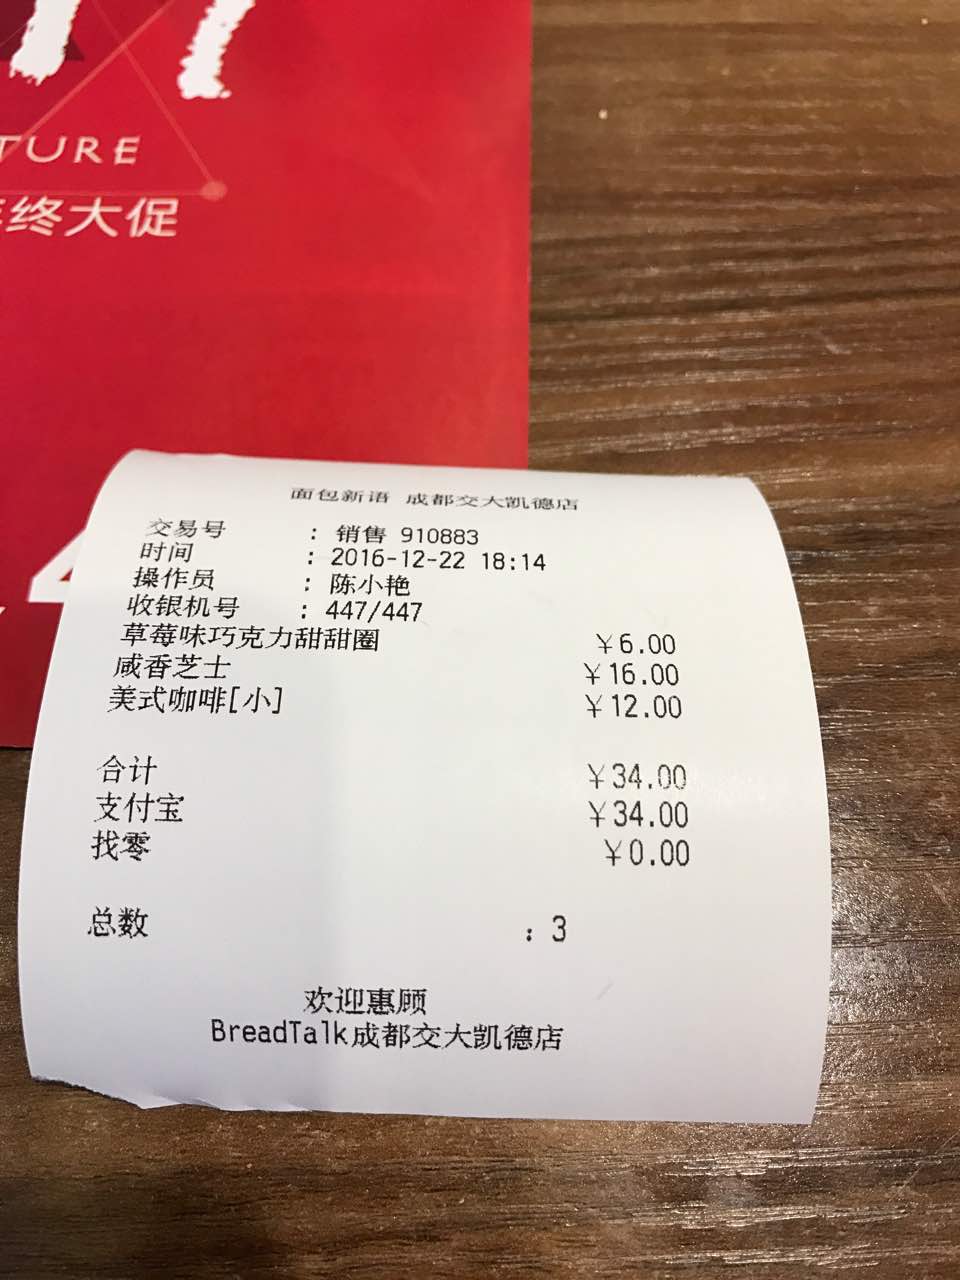 TURE
终大促
面包新语 成都交大凯德店
交易号 : 销售 910883
时间 : 2016-12-22 18:14
操作员 : 陈小艳
收银机号 : 447/447
草莓味巧克力甜甜圈 ¥6.00
咸香芝士 ¥16.00
美式咖啡[小] ¥12.00
合计 ¥34.00
支付宝 ¥34.00
找零 ¥0.00
总数 : 3
欢迎惠顾
BreadTalk成都交大凯德店